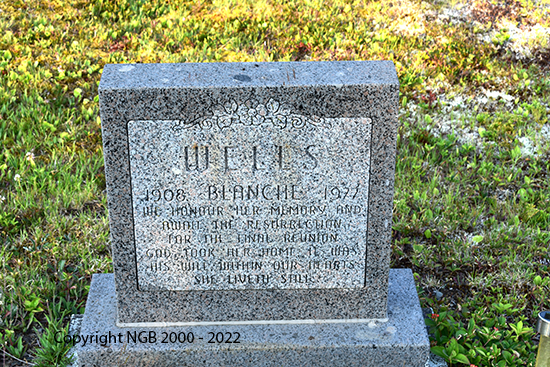 WELLS
1908 BLANCHE 1977
WE HONOUR HER MEMORY AND
AWAIT THE RESURRECTION
FOR THE FINAL REUNION
GOD TOOK HER HOME IT WAS
HIS WILL WITHIN OUR HEARTS
SHE LIVETH STILL
Copyright NGB 2000 - 2022